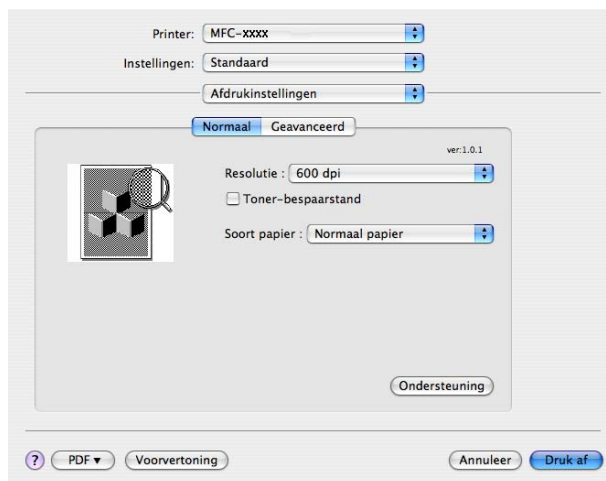 Printer: MFC-xxxx
Instellingen: Standaard
Afdrukinstellingen
Normaal Geavanceerd
ver:1.0.1
Resolutie : 600 dpi
Toner-bespaarstand
Soort papier : Normaal papier
Ondersteuning
? PDF▼ Voorvertoning Annuleer Druk af